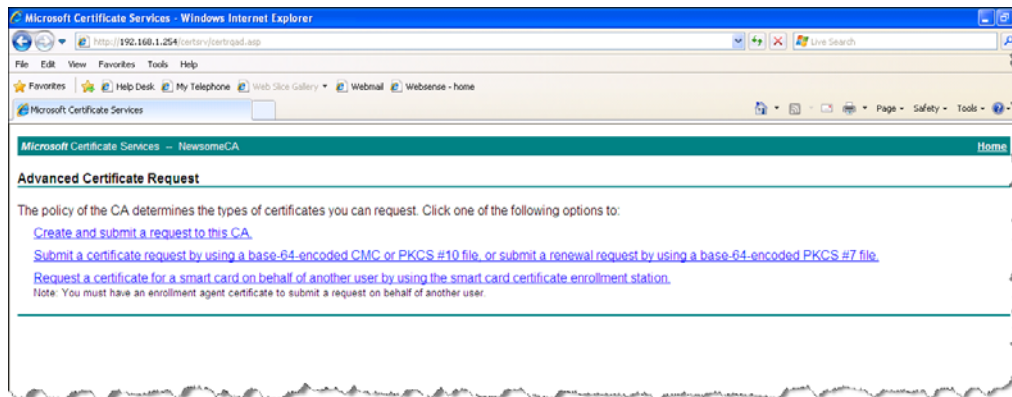 Microsoft Certificate Services - Windows Internet Explorer
http://192.168.1.254/certsrv/certrqad.asp
Live Search
File Edit View Favorites Tools Help
Favorites Help Desk My Telephone Web Slice Gallery Webmail Websense - home
Microsoft Certificate Services
Page Safety Tools
Microsoft Certificate Services -- NewsomeCA Home
Advanced Certificate Request
The policy of the CA determines the types of certificates you can request. Click one of the following options to:
Create and submit a request to this CA.
Submit a certificate request by using a base-64-encoded CMC or PKCS #10 file, or submit a renewal request by using a base-64-encoded PKCS #7 file.
Request a certificate for a smart card on behalf of another user by using the smart card certificate enrollment station.
Note: You must have an enrollment agent certificate to submit a request on behalf of another user.